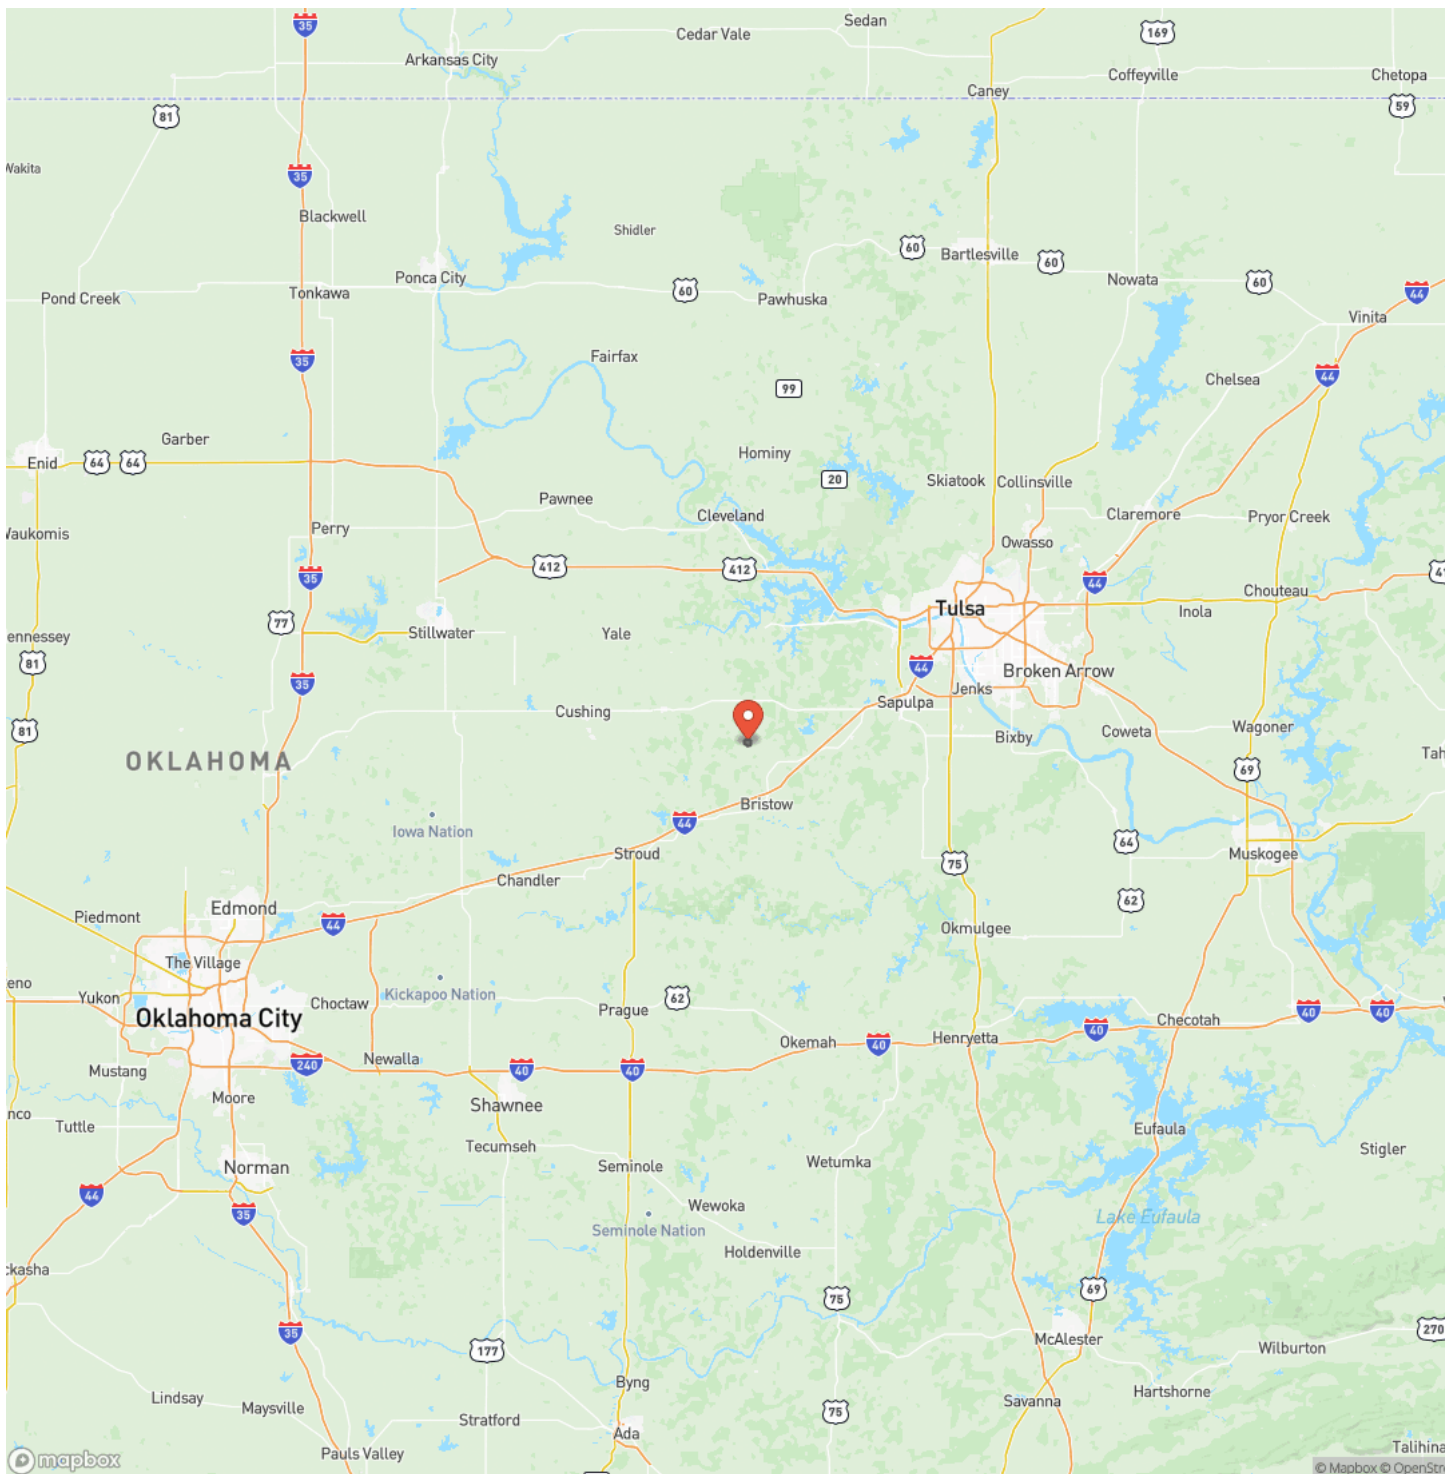 35
Sedan
Cedar Vale
169
Arkansas City
Coffeyville
Chetopa
Caney
81
59
Wakita
35
Blackwell
Shidler
60
Bartlesville
60
Ponca City
Nowata
60
Pond Creek
Tonkawa
60
Pawhuska
44
Vinita
35
Fairfax
44
Chelsea
99
Garber
Enid
64
64
Hominy
20
Skiatook
Collinsville
Pawnee
Cleveland
Claremore
Pryor Creek
Waukomis
Perry
Owasso
412
412
35
44
Chouteau
Tulsa
Inola
77
Stillwater
Yale
ennessey
81
44
Broken Arrow
35
Jenks
Sapulpa
Cushing
81
Bixby
Coweta
Wagoner
Tah
OKLAHOMA
69
Bristow
44
Iowa Nation
64
Stroud
75
Muskogee
Chandler
62
Edmond
Piedmont
44
Okmulgee
The Village
eno
Yukon
Choctaw
Kickapoo Nation
62
Prague
Oklahoma City
40
40
40
Checotah
Okemah
40
Henryetta
Newalla
240
Mustang
40
40
Moore
Shawnee
nco
Tuttle
Eufaula
Tecumseh
Stigler
Norman
Seminole
Wetumka
44
Wewoka
35
Lake Eufaula
Seminole Nation
Holdenville
ckasha
69
75
35
270
McAlester
177
Wilburton
Byng
Lindsay
Hartshorne
Savanna
Maysville
75
Stratford
Ada
Pauls Valley
Talihina
mapbox
© Mapbox © OpenStre